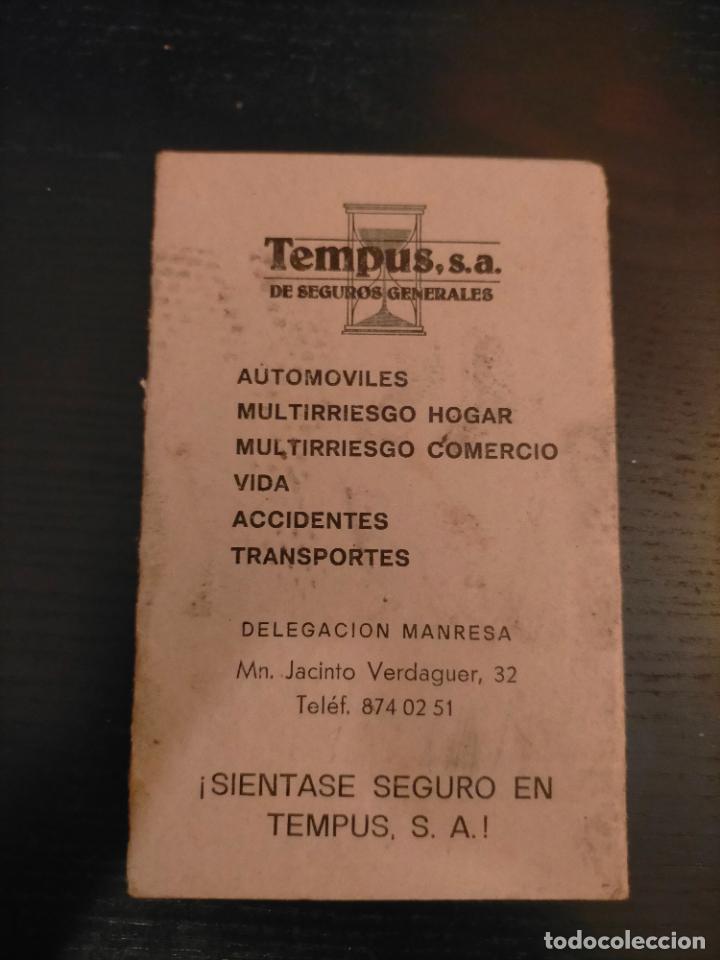 Tempus, s.a.
DE SEGUROS GENERALES
AUTOMOVILES
MULTIRRIESGO HOGAR
MULTIRRIESGO COMERCIO
VIDA
ACCIDENTES
TRANSPORTES
DELEGACION MANRESA
Mn. Jacinto Verdaguer, 32
Teléf. 874 02 51
¡SIENTASE SEGURO EN
TEMPUS, S. A.!
todocoleccion